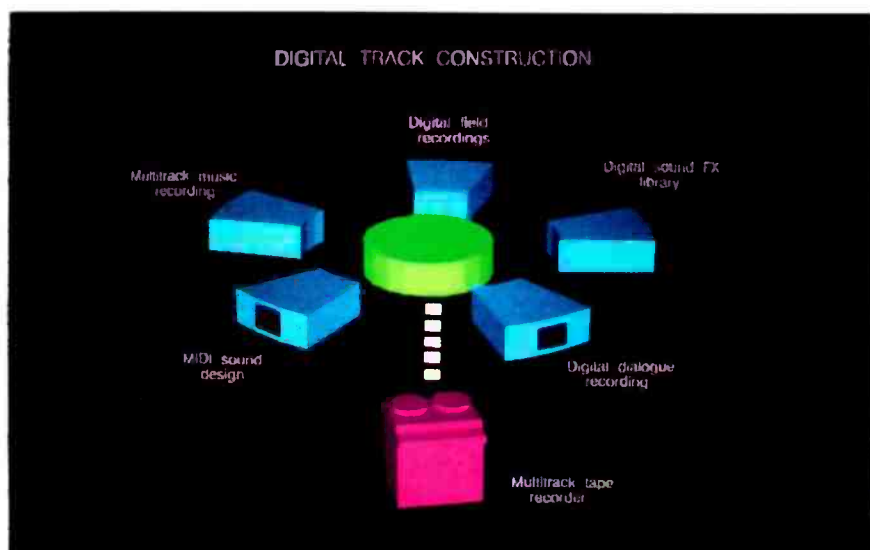 DIGITAL TRACK CONSTRUCTION
Digital field
recordings
Multitrack music
recording
Digital sound FX
library
MIDI sound
design
Digital dialogue
recording
Multitrack tape
recorder